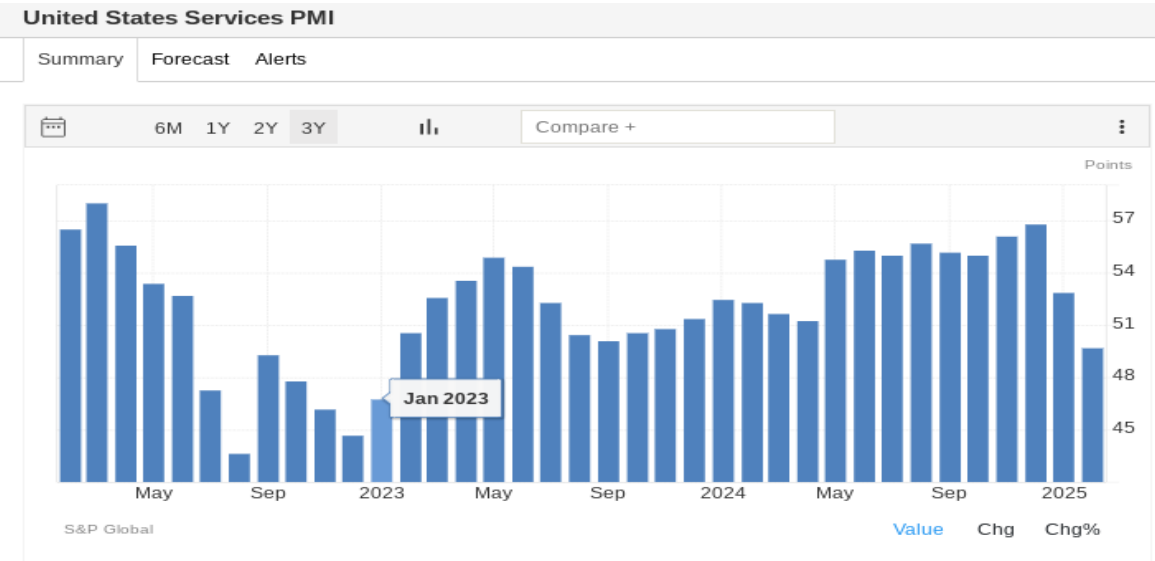 United States Services PMI
Summary Forecast Alerts
6M 1Y 2Y 3Y Compare +
Points
57
54
51
48
45
Jan 2023
May Sep 2023 May Sep 2024 May Sep 2025
S&P Global Value Chg Chg%